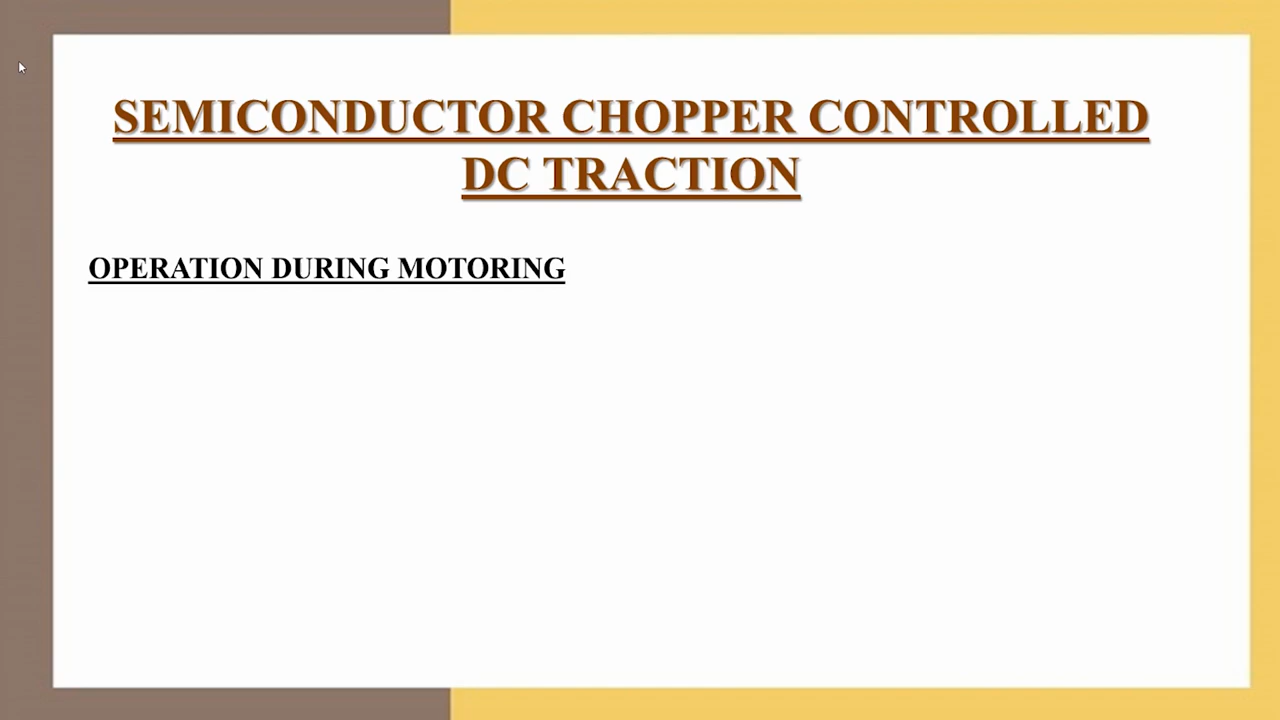 SEMICONDUCTOR CHOPPER CONTROLLED
DC TRACTION
OPERATION DURING MOTORING